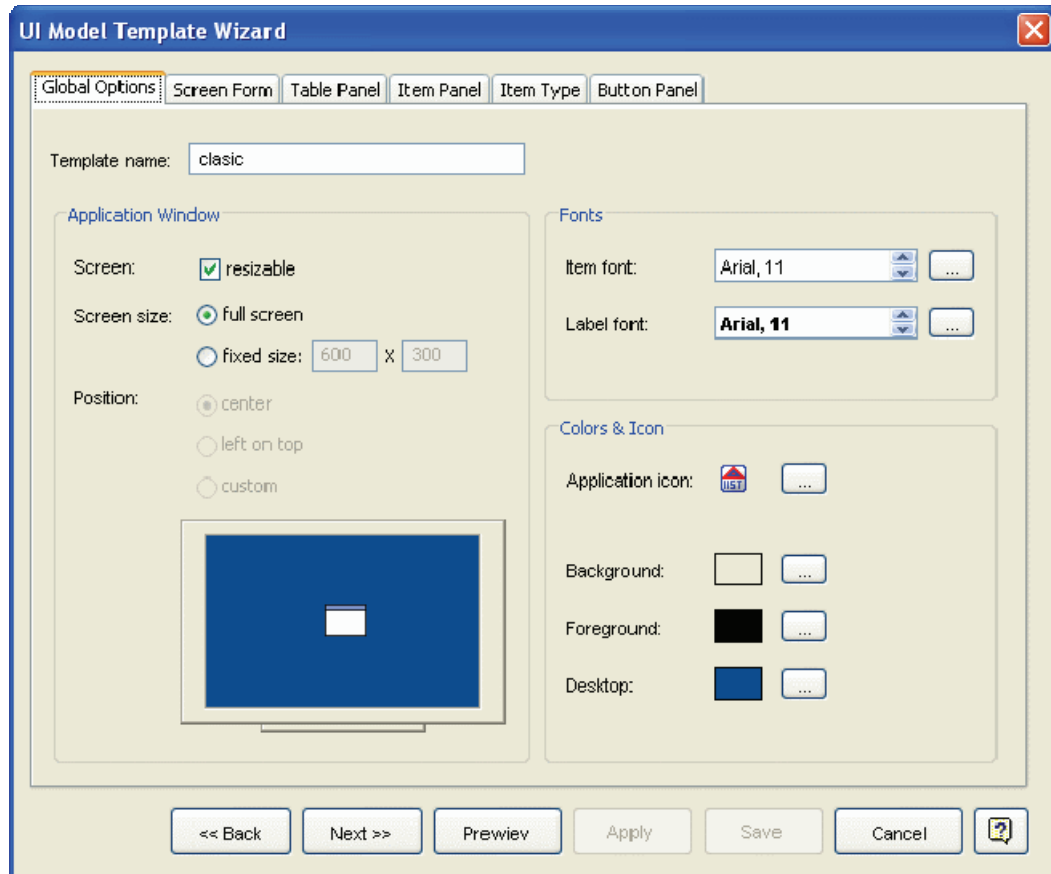 UI Model Template Wizard
Global Options Screen Form Table Panel Item Panel Item Type Button Panel
Template name: clasic
Application Window
Screen: resizable
Screen size: full screen
fixed size: 600 X 300
Position: center
left on top
custom
Fonts
Item font: Arial, 11 ...
Label font: Arial, 11 ...
Colors & Icon
Application icon: IIST ...
Background: ...
Foreground: ...
Desktop: ...
<< Back Next >> Prewiev Apply Save Cancel ?